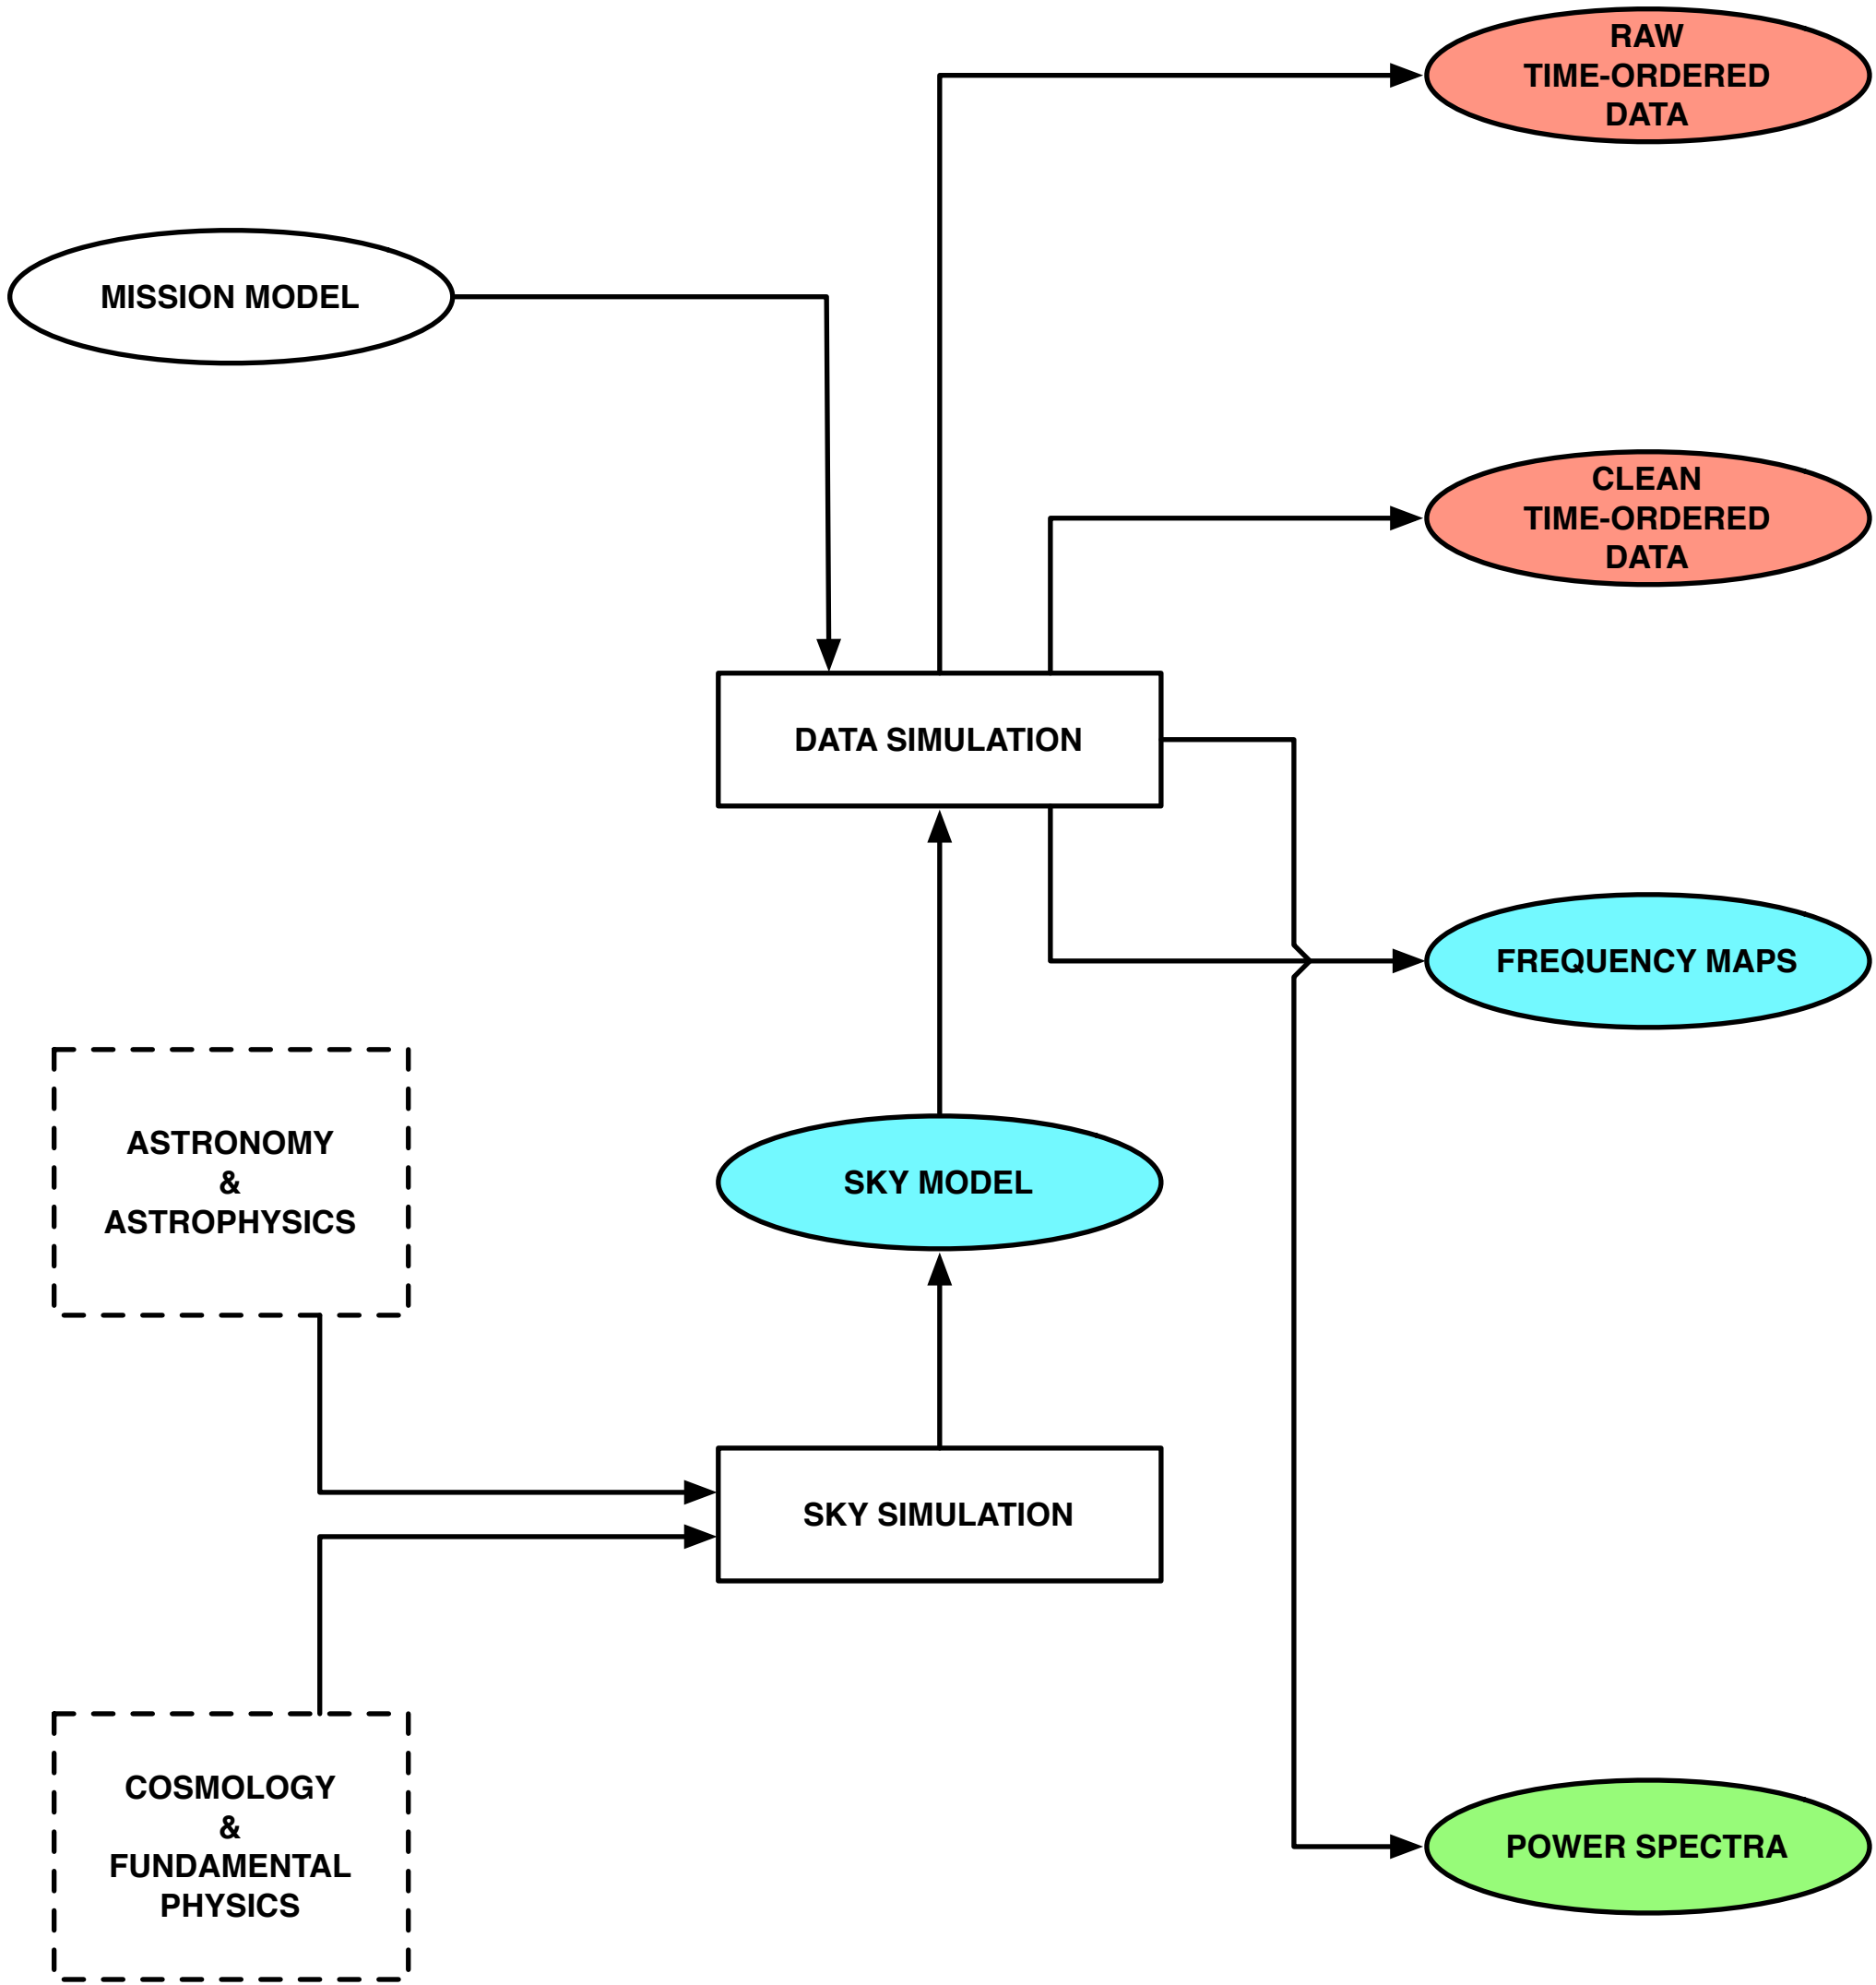 RAW
TIME-ORDERED
DATA
MISSION MODEL
CLEAN
TIME-ORDERED
DATA
DATA SIMULATION
FREQUENCY MAPS
ASTRONOMY
&
ASTROPHYSICS
SKY MODEL
SKY SIMULATION
COSMOLOGY
&
FUNDAMENTAL
PHYSICS
POWER SPECTRA